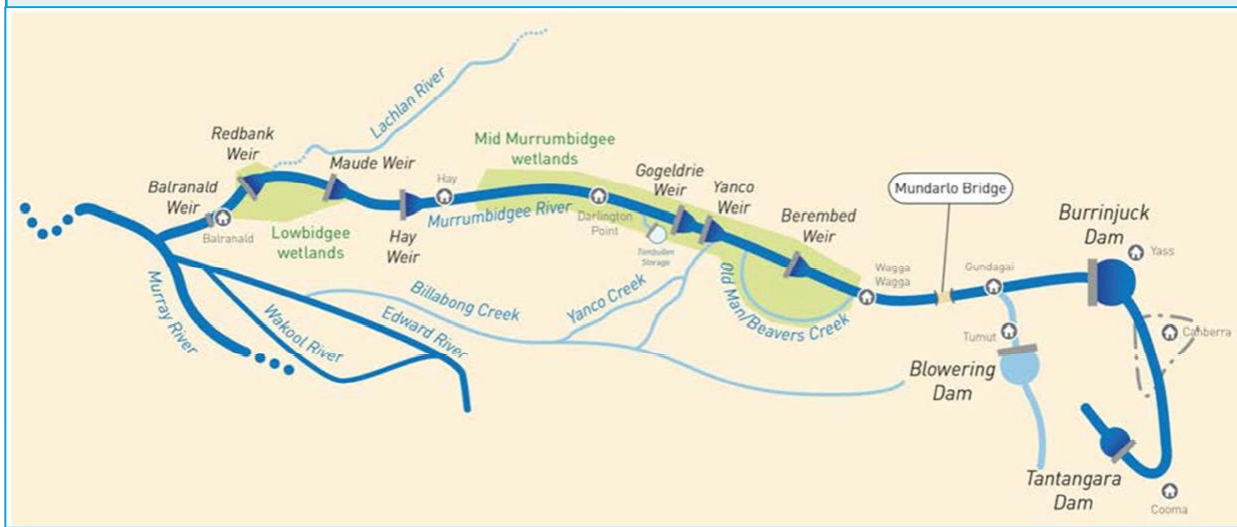 Lachlan River
Redbank
Weir
Maude Weir
Balranald
Weir
Balranald
Lowbidgee
wetlands
Hay
Weir
Hay
Murrumbidgee River
Mid Murrumbidgee
wetlands
Darlington
Point
Gogeldrie
Weir
Tombullen
Storage
Yanco
Weir
Berembed
Weir
Old Man/Beavers Creek
Wagga
Wagga
Mundarlo Bridge
Gundagai
Tumut
Blowering
Dam
Burrinjuck
Dam
Yass
Canberra
Tantangara
Dam
Cooma
Murray River
Wakool River
Edward River
Billabong Creek
Yanco Creek